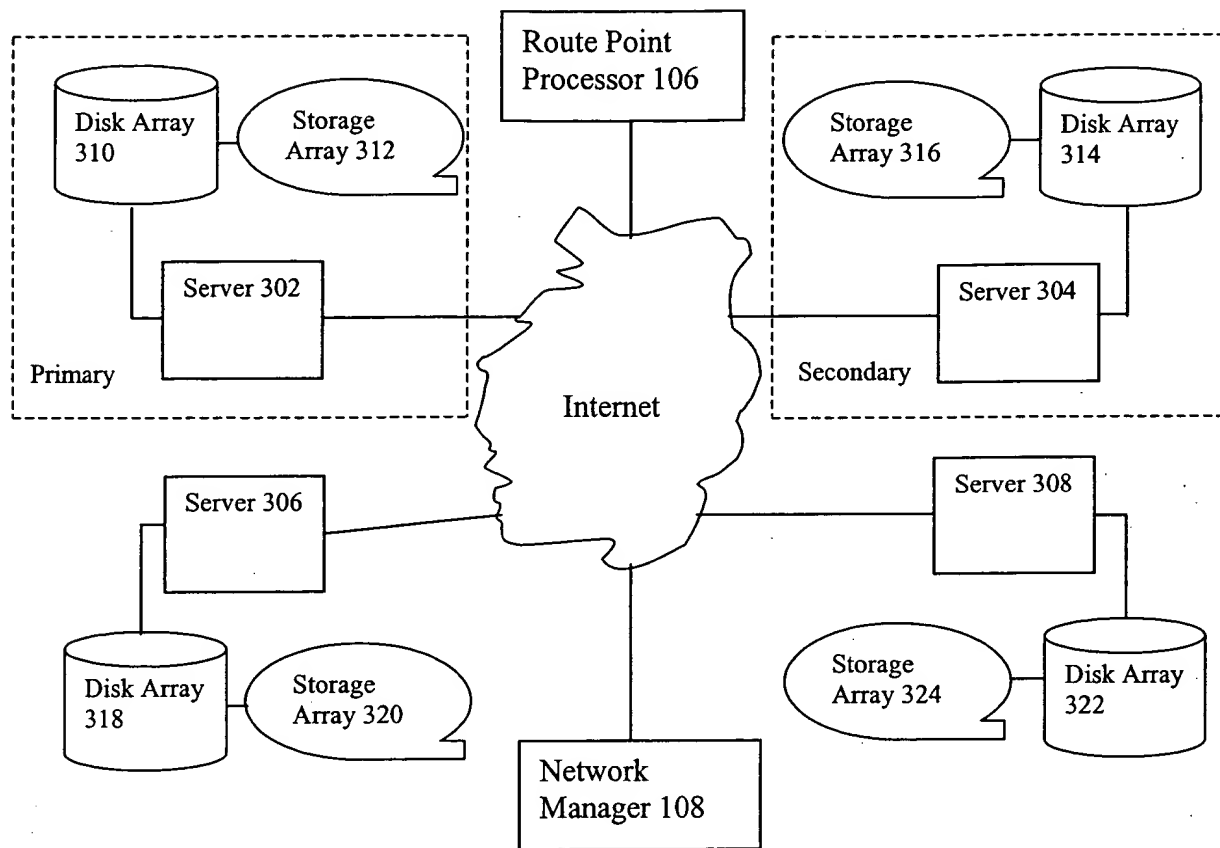 Route Point
Processor 106
Disk Array
310
Storage
Array 312
Storage
Array 316
Disk Array
314
Server 302
Server 304
Primary
Secondary
Internet
Server 306
Server 308
Disk Array
318
Storage
Array 320
Storage
Array 324
Disk Array
322
Network
Manager 108